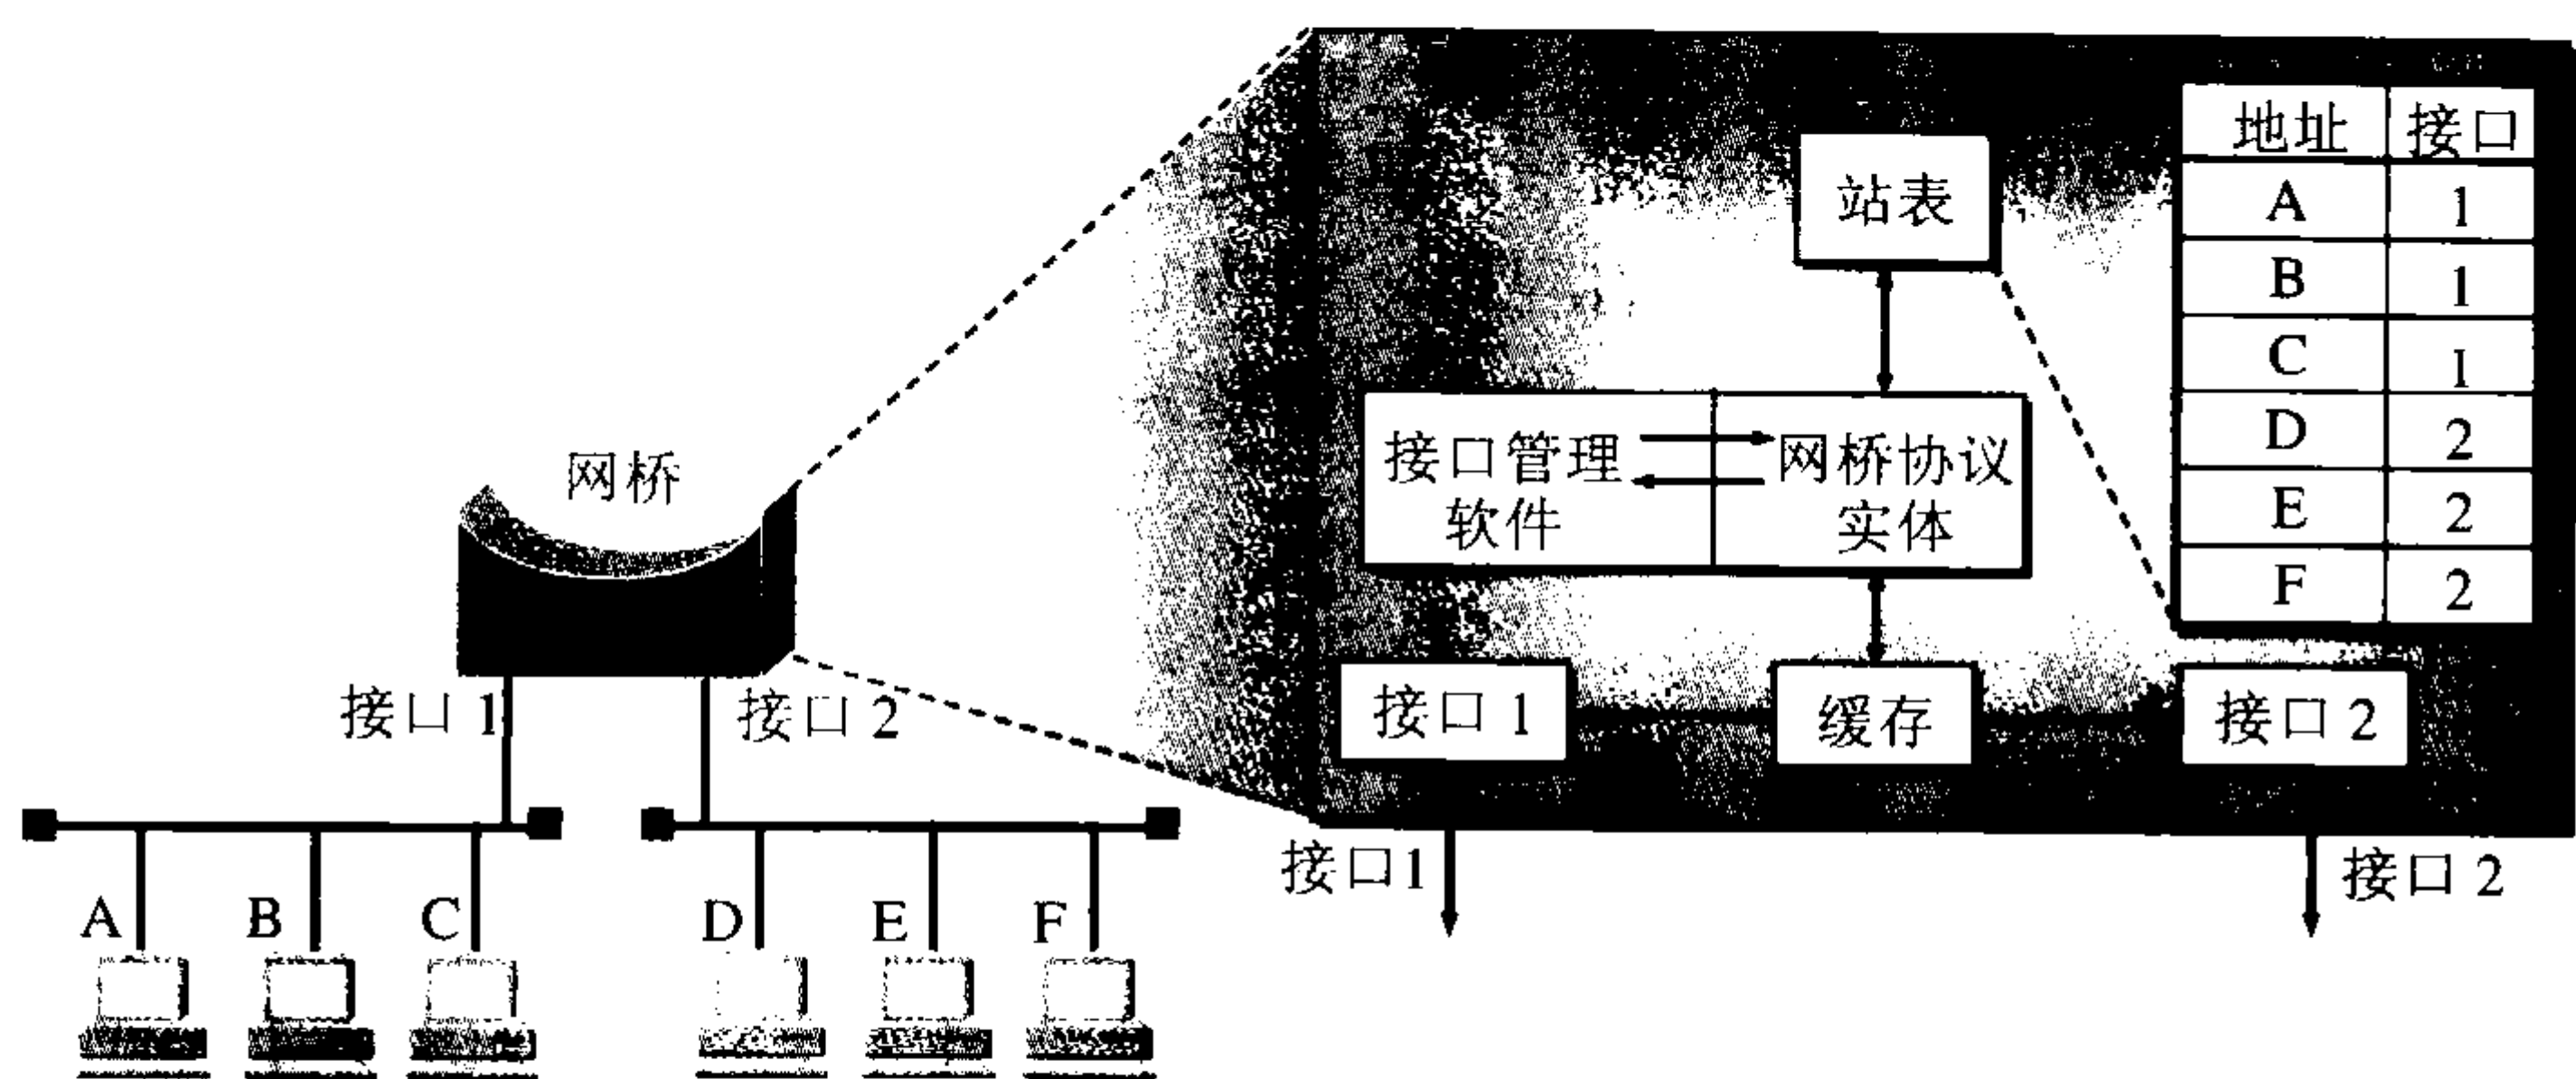 网桥
接口 1
接口 2
A
B
C
D
E
F
站表
接口管理
软件
网桥协议
实体
接口 1
缓存
接口 2
接口1
接口 2
地址 接口
A 1
B 1
C 1
D 2
E 2
F 2